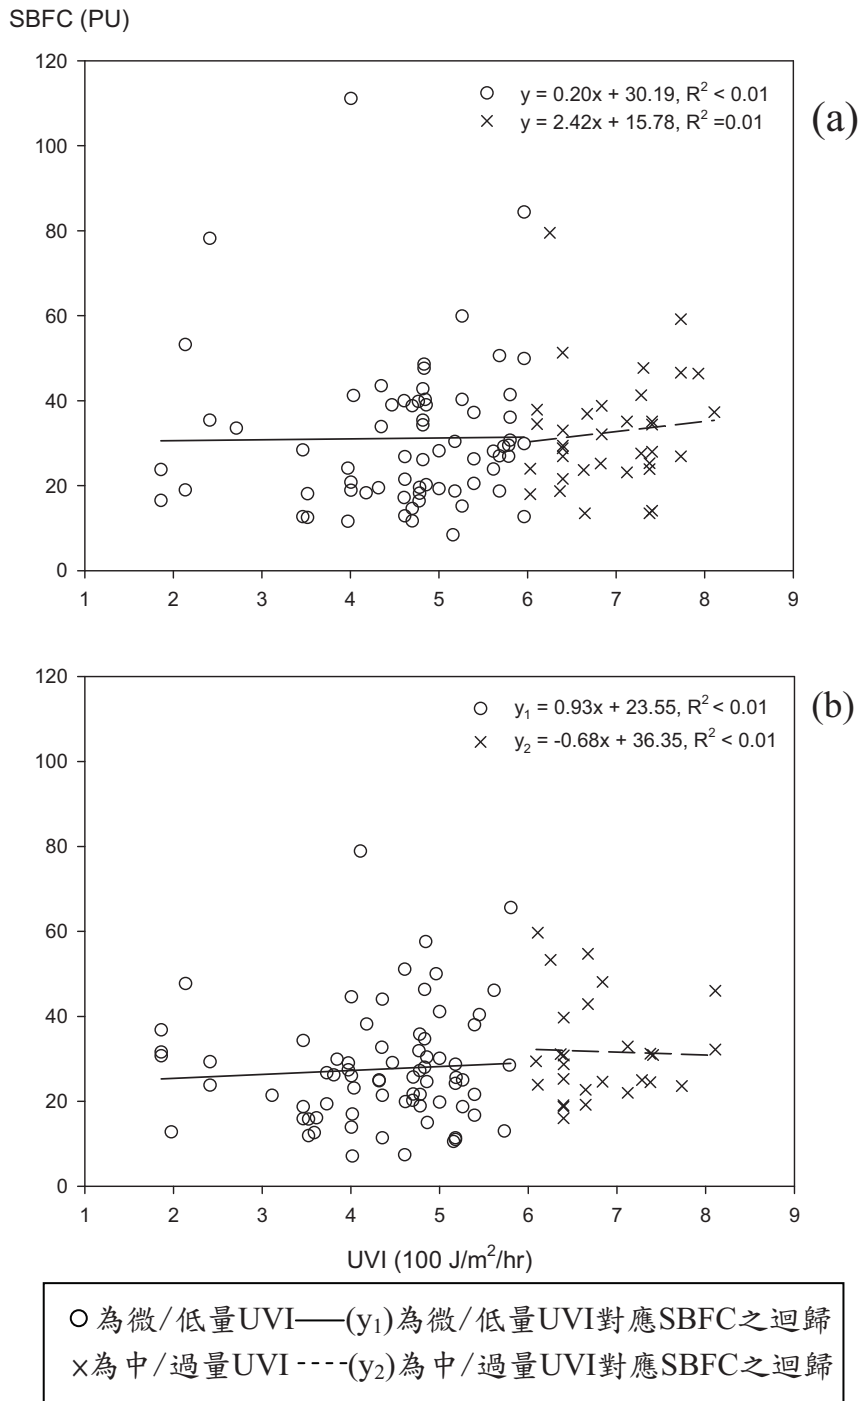 SBFC (PU)
120
100
80
60
40
20
0
1 2 3 4 5 6 7 8 9
y = 0.20x + 30.19, R² < 0.01
y = 2.42x + 15.78, R² =0.01
(a)
120
100
80
60
40
20
0
1 2 3 4 5 6 7 8 9
y₁ = 0.93x + 23.55, R² < 0.01
y₂ = -0.68x + 36.35, R² < 0.01
(b)
UVI (100 J/m²/hr)
為微/低量UVI (y₁)為微/低量UVI對應SBFC之迴歸
為中/過量UVI (y₂)為中/過量UVI對應SBFC之迴歸